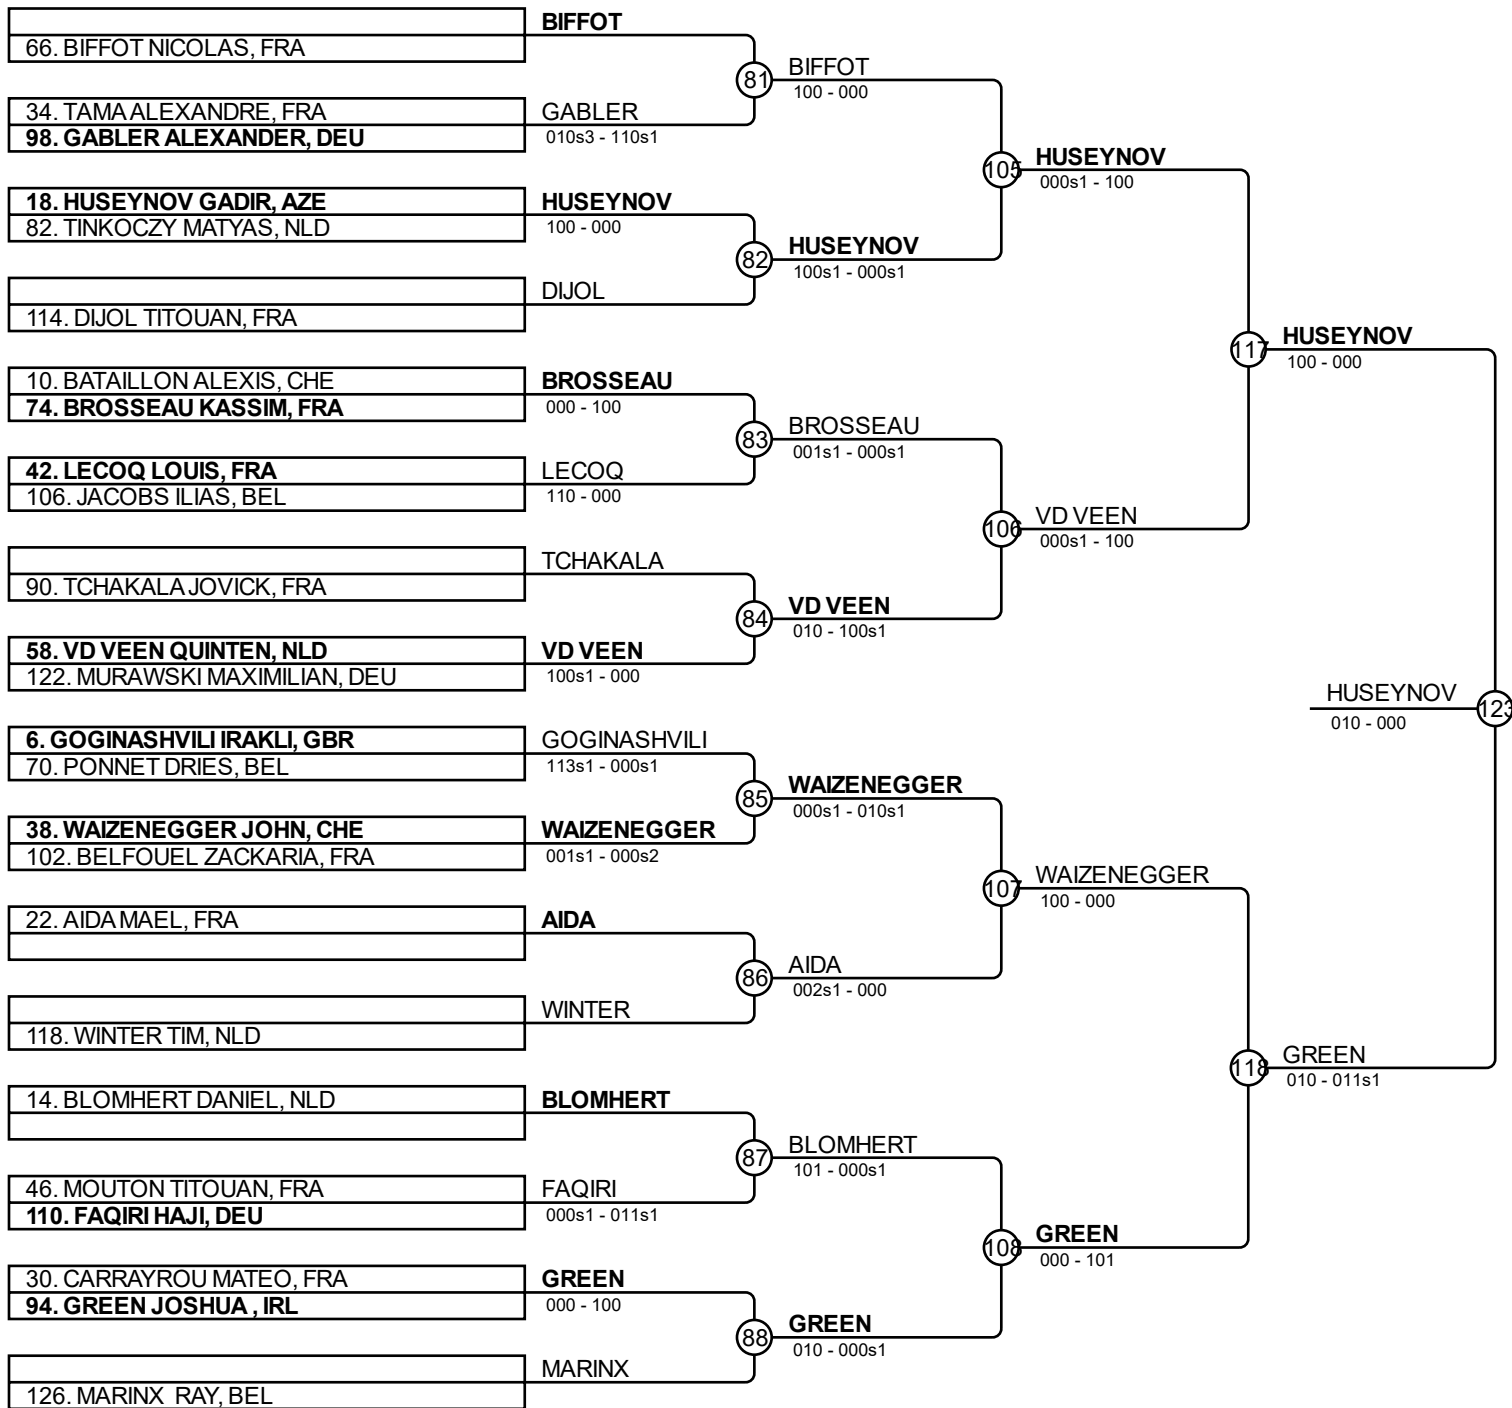 66. BIFFOT NICOLAS, FRA
34. TAMA ALEXANDRE, FRA
98. GABLER ALEXANDER, DEU
18. HUSEYNOV GADIR, AZE
82. TINKOCZY MATYAS, NLD
114. DIJOL TITOUAN, FRA
10. BATAILLON ALEXIS, CHE
74. BROSSEAU KASSIM, FRA
42. LECOQ LOUIS, FRA
106. JACOBS ILIAS, BEL
90. TCHAKALA JOVICK, FRA
58. VD VEEN QUINTEN, NLD
122. MURAWSKI MAXIMILIAN, DEU
6. GOGINASHVILI IRAKLI, GBR
70. PONNET DRIES, BEL
38. WAIZENEGGER JOHN, CHE
102. BELFOUEL ZACKARIA, FRA
22. AIDA MAEL, FRA
118. WINTER TIM, NLD
14. BLOMHERT DANIEL, NLD
46. MOUTON TITOUAN, FRA
110. FAQIRI HAJI, DEU
30. CARRAYROU MATEO, FRA
94. GREEN JOSHUA , IRL
126. MARINX  RAY, BEL
BIFFOT
GABLER
010s3 - 110s1
HUSEYNOV
100 - 000
DIJOL
BROSSEAU
000 - 100
LECOQ
110 - 000
TCHAKALA
VD VEEN
100s1 - 000
GOGINASHVILI
113s1 - 000s1
WAIZENEGGER
001s1 - 000s2
AIDA
WINTER
BLOMHERT
FAQIRI
000s1 - 011s1
GREEN
000 - 100
MARINX
81
82
83
84
85
86
87
88
BIFFOT
100 - 000
HUSEYNOV
100s1 - 000s1
BROSSEAU
001s1 - 000s1
VD VEEN
010 - 100s1
WAIZENEGGER
000s1 - 010s1
AIDA
002s1 - 000
BLOMHERT
101 - 000s1
GREEN
010 - 000s1
105
106
107
108
HUSEYNOV
000s1 - 100
VD VEEN
000s1 - 100
WAIZENEGGER
100 - 000
GREEN
000 - 101
117
118
HUSEYNOV
100 - 000
GREEN
010 - 011s1
123
HUSEYNOV
010 - 000